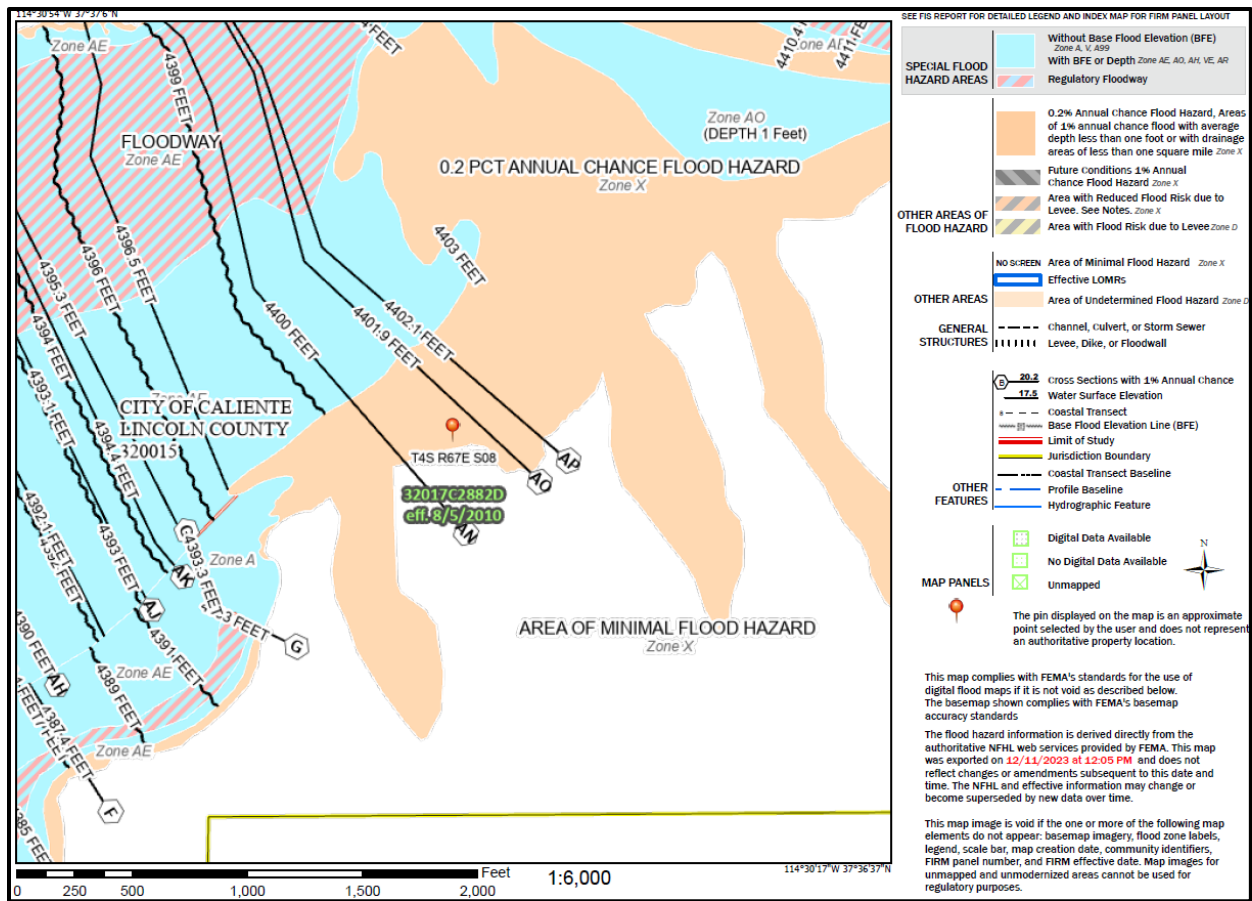 114°30'54"W 37°37'6"N
SEE FIS REPORT FOR DETAILED LEGEND AND INDEX MAP FOR FIRM PANEL LAYOUT
Zone AE
4399 FEET
4411 FEET
Zone AO
(DEPTH 1 Feet)
FLOODWAY
Zone AE
0.2 PCT ANNUAL CHANCE FLOOD HAZARD
Zone X
4403 FEET
4396.5 FEET
4396 FEET
4395.3 FEET
4394 FEET
4393.1 FEET
4394.4 FEET
4400 FEET
4401.9 FEET
4402.1 FEET
CITY OF CALIENTE
LINCOLN COUNTY
320015
T4S R67E S08
32017C2882D
eff. 8/5/2010
AP
AO
AN
4392.1 FEET
4392 FEET
4393 FEET
4393.3 FEET
G
AK
AJ
Zone A
4391 FEET
G
AREA OF MINIMAL FLOOD HAZARD
Zone X
4390 FEET
AH
Zone AE
4389 FEET
4387.4 FEET
Zone AE
F
4385 FEET
114°30'17"W 37°36'37"N
Feet
1:6,000
0
250
500
1,000
1,500
2,000
SPECIAL FLOOD
HAZARD AREAS
Without Base Flood Elevation (BFE)
Zone A, V, A99
With BFE or Depth Zone AE, AO, AH, VE, AR
Regulatory Floodway
OTHER AREAS OF
FLOOD HAZARD
0.2% Annual Chance Flood Hazard, Areas
of 1% annual chance flood with average
depth less than one foot or with drainage
areas of less than one square mile Zone X
Future Conditions 1% Annual
Chance Flood Hazard Zone X
Area with Reduced Flood Risk due to
Levee. See Notes. Zone X
Area with Flood Risk due to Levee Zone D
OTHER AREAS
NO SCREEN Area of Minimal Flood Hazard Zone X
Effective LOMRs
Area of Undetermined Flood Hazard Zone D
GENERAL
STRUCTURES
Channel, Culvert, or Storm Sewer
Levee, Dike, or Floodwall
OTHER
FEATURES
B 20.2 Cross Sections with 1% Annual Chance
17.5 Water Surface Elevation
8 Coastal Transect
513 Base Flood Elevation Line (BFE)
Limit of Study
Jurisdiction Boundary
Coastal Transect Baseline
Profile Baseline
Hydrographic Feature
MAP PANELS
Digital Data Available
No Digital Data Available
Unmapped
N
The pin displayed on the map is an approximate
point selected by the user and does not represent
an authoritative property location.
This map complies with FEMA's standards for the use of
digital flood maps if it is not void as described below.
The basemap shown complies with FEMA's basemap
accuracy standards
The flood hazard information is derived directly from the
authoritative NFHL web services provided by FEMA. This map
was exported on 12/11/2023 at 12:05 PM and does not
reflect changes or amendments subsequent to this date and
time. The NFHL and effective information may change or
become superseded by new data over time.
This map image is void if the one or more of the following map
elements do not appear: basemap imagery, flood zone labels,
legend, scale bar, map creation date, community identifiers,
FIRM panel number, and FIRM effective date. Map images for
unmapped and unmodernized areas cannot be used for
regulatory purposes.